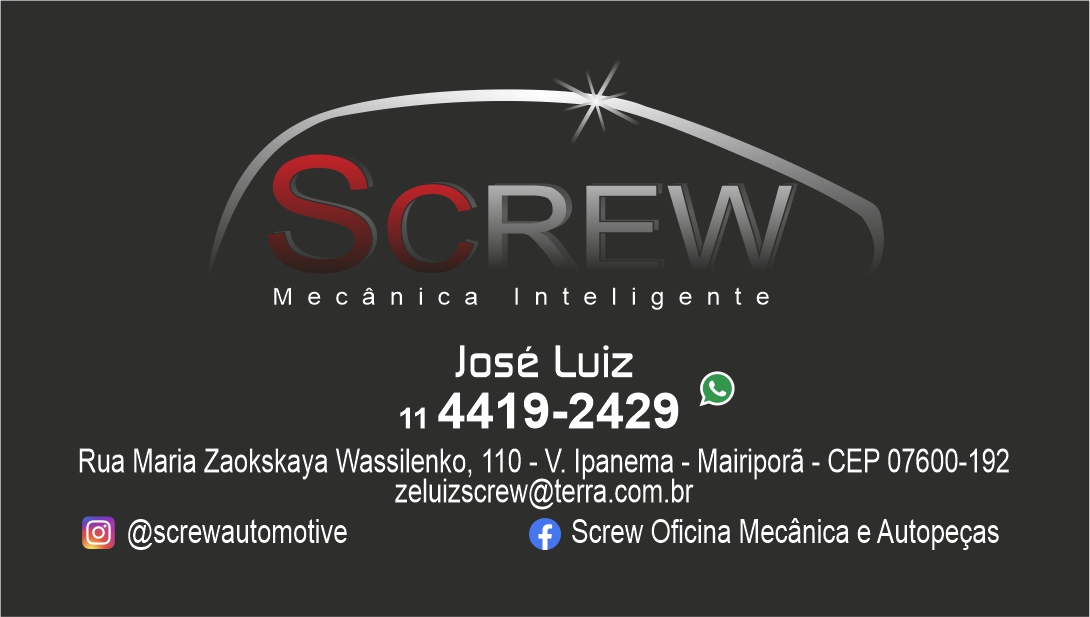 SCREW
Mecânica Inteligente
José Luiz
11 4419-2429
Rua Maria Zaokskaya Wassilenko, 110 - V. Ipanema - Mairiporã - CEP 07600-192
zeluizscrew@terra.com.br
@screwautomotive
Screw Oficina Mecânica e Autopeças